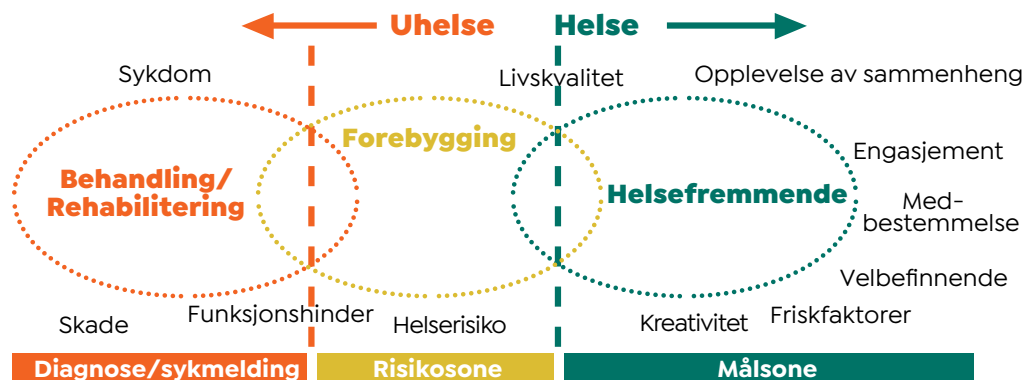 Uhelse
Helse
Sykdom
Livskvalitet
Opplevelse av sammenheng
Forebygging
Behandling/
Rehabilitering
Helsefremmende
Engasjement
Med-
bestemmelse
Velbefinnende
Skade
Funksjonshinder
Helserisiko
Kreativitet
Friskfaktorer
Diagnose/sykmelding
Risikosone
Målsone